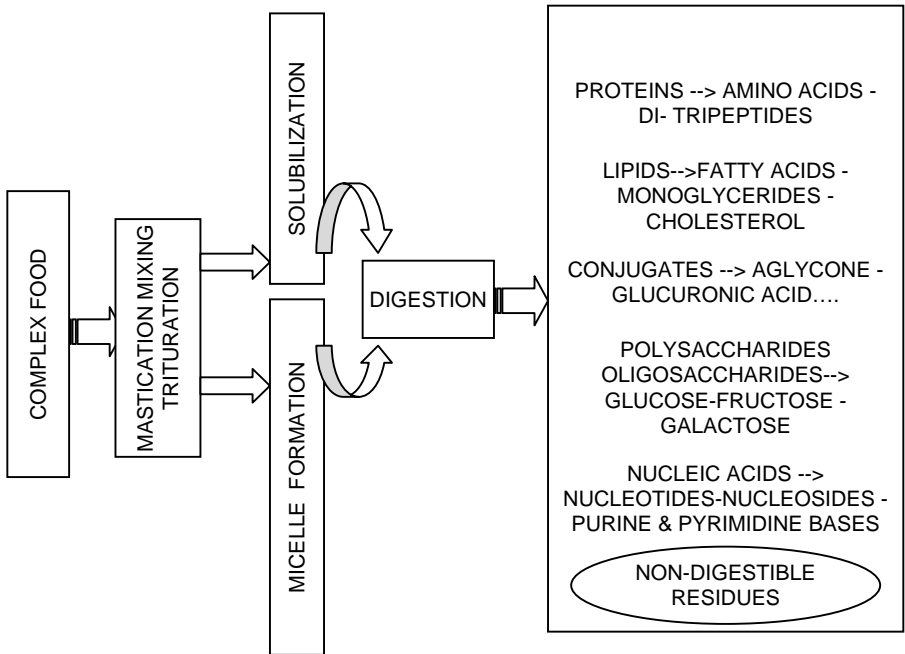 COMPLEX FOOD
MASTICATION MIXING
TRITURATION
SOLUBILIZATION
MICELLE FORMATION
DIGESTION
PROTEINS --> AMINO ACIDS -
DI- TRIPEPTIDES
LIPIDS-->FATTY ACIDS -
MONOGLYCERIDES -
CHOLESTEROL
CONJUGATES --> AGLYCONE -
GLUCURONIC ACID....
POLYSACCHARIDES
OLIGOSACCHARIDES-->
GLUCOSE-FRUCTOSE -
GALACTOSE
NUCLEIC ACIDS -->
NUCLEOTIDES-NUCLEOSIDES -
PURINE & PYRIMIDINE BASES
NON-DIGESTIBLE
RESIDUES